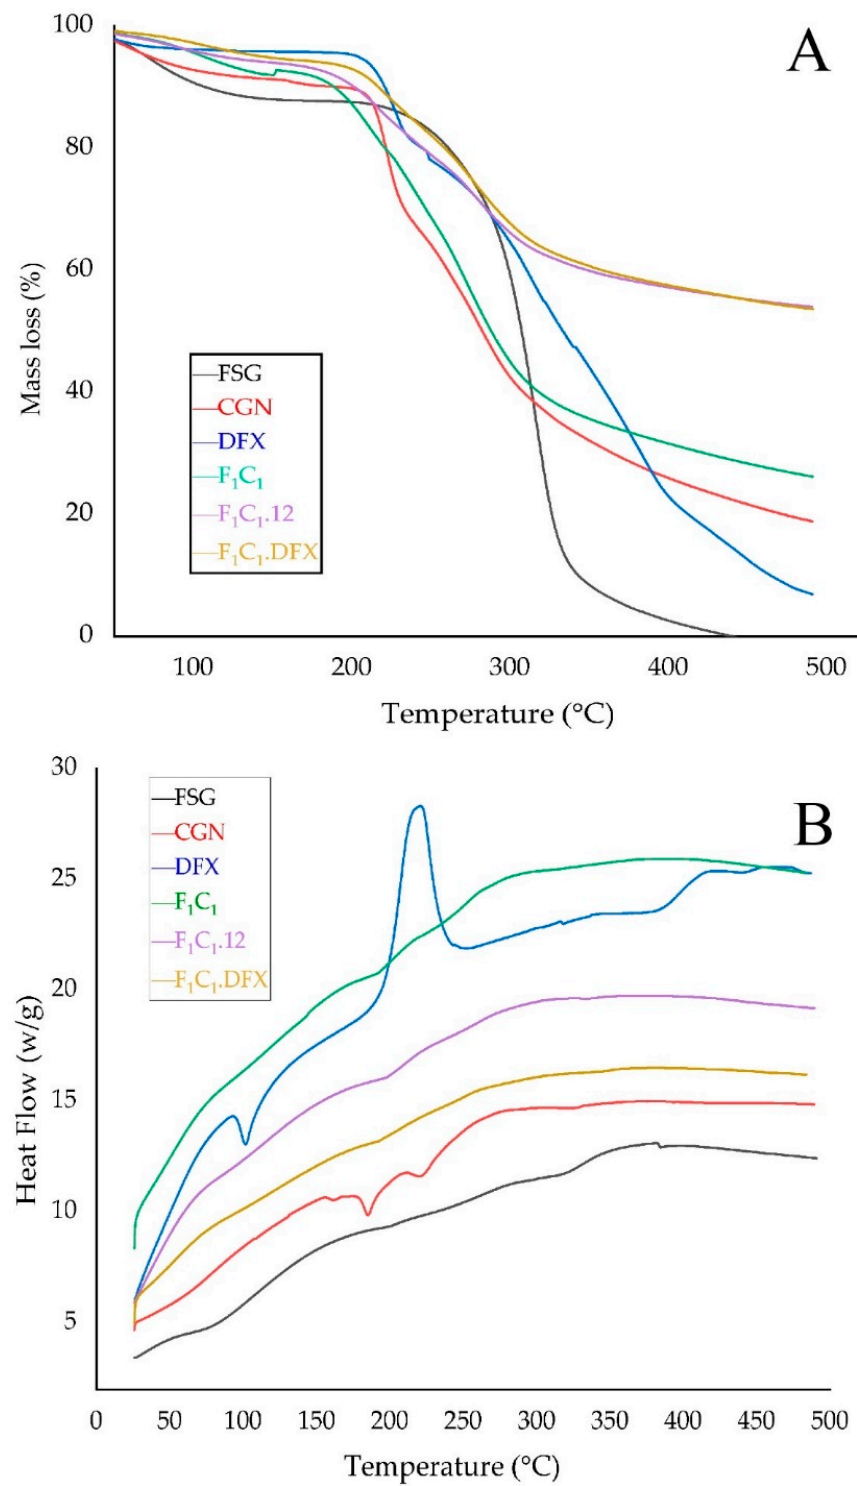 100
80
60
40
20
0
Mass loss (%)
A
FSG
CGN
DFX
F₁C₁
F₁C₁.12
F₁C₁.DFX
100 200 300 400 500
Temperature (°C)
30
25
20
15
10
5
Heat Flow (w/g)
B
FSG
CGN
DFX
F₁C₁
F₁C₁.12
F₁C₁.DFX
0 50 100 150 200 250 300 350 400 450 500
Temperature (°C)